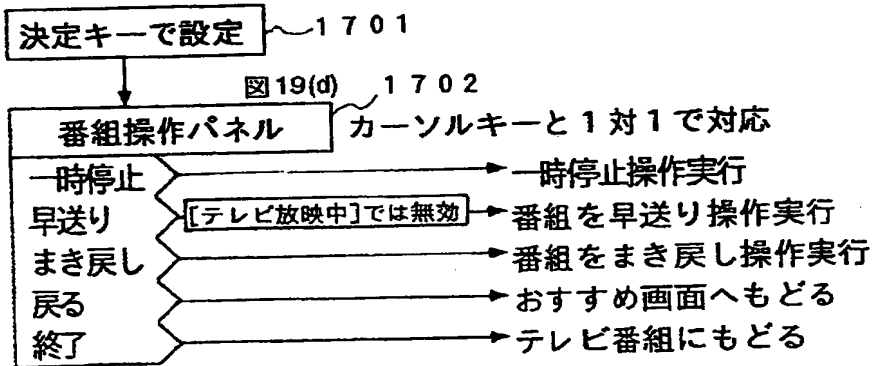 決定キーで設定 1701
図19(d) 1702
番組操作パネル カーソルキーと1対1で対応
一時停止 一時停止操作実行
早送り [テレビ放映中]では無効 番組を早送り操作実行
まき戻し 番組をまき戻し操作実行
戻る おすすめ画面へもどる
終了 テレビ番組にもどる